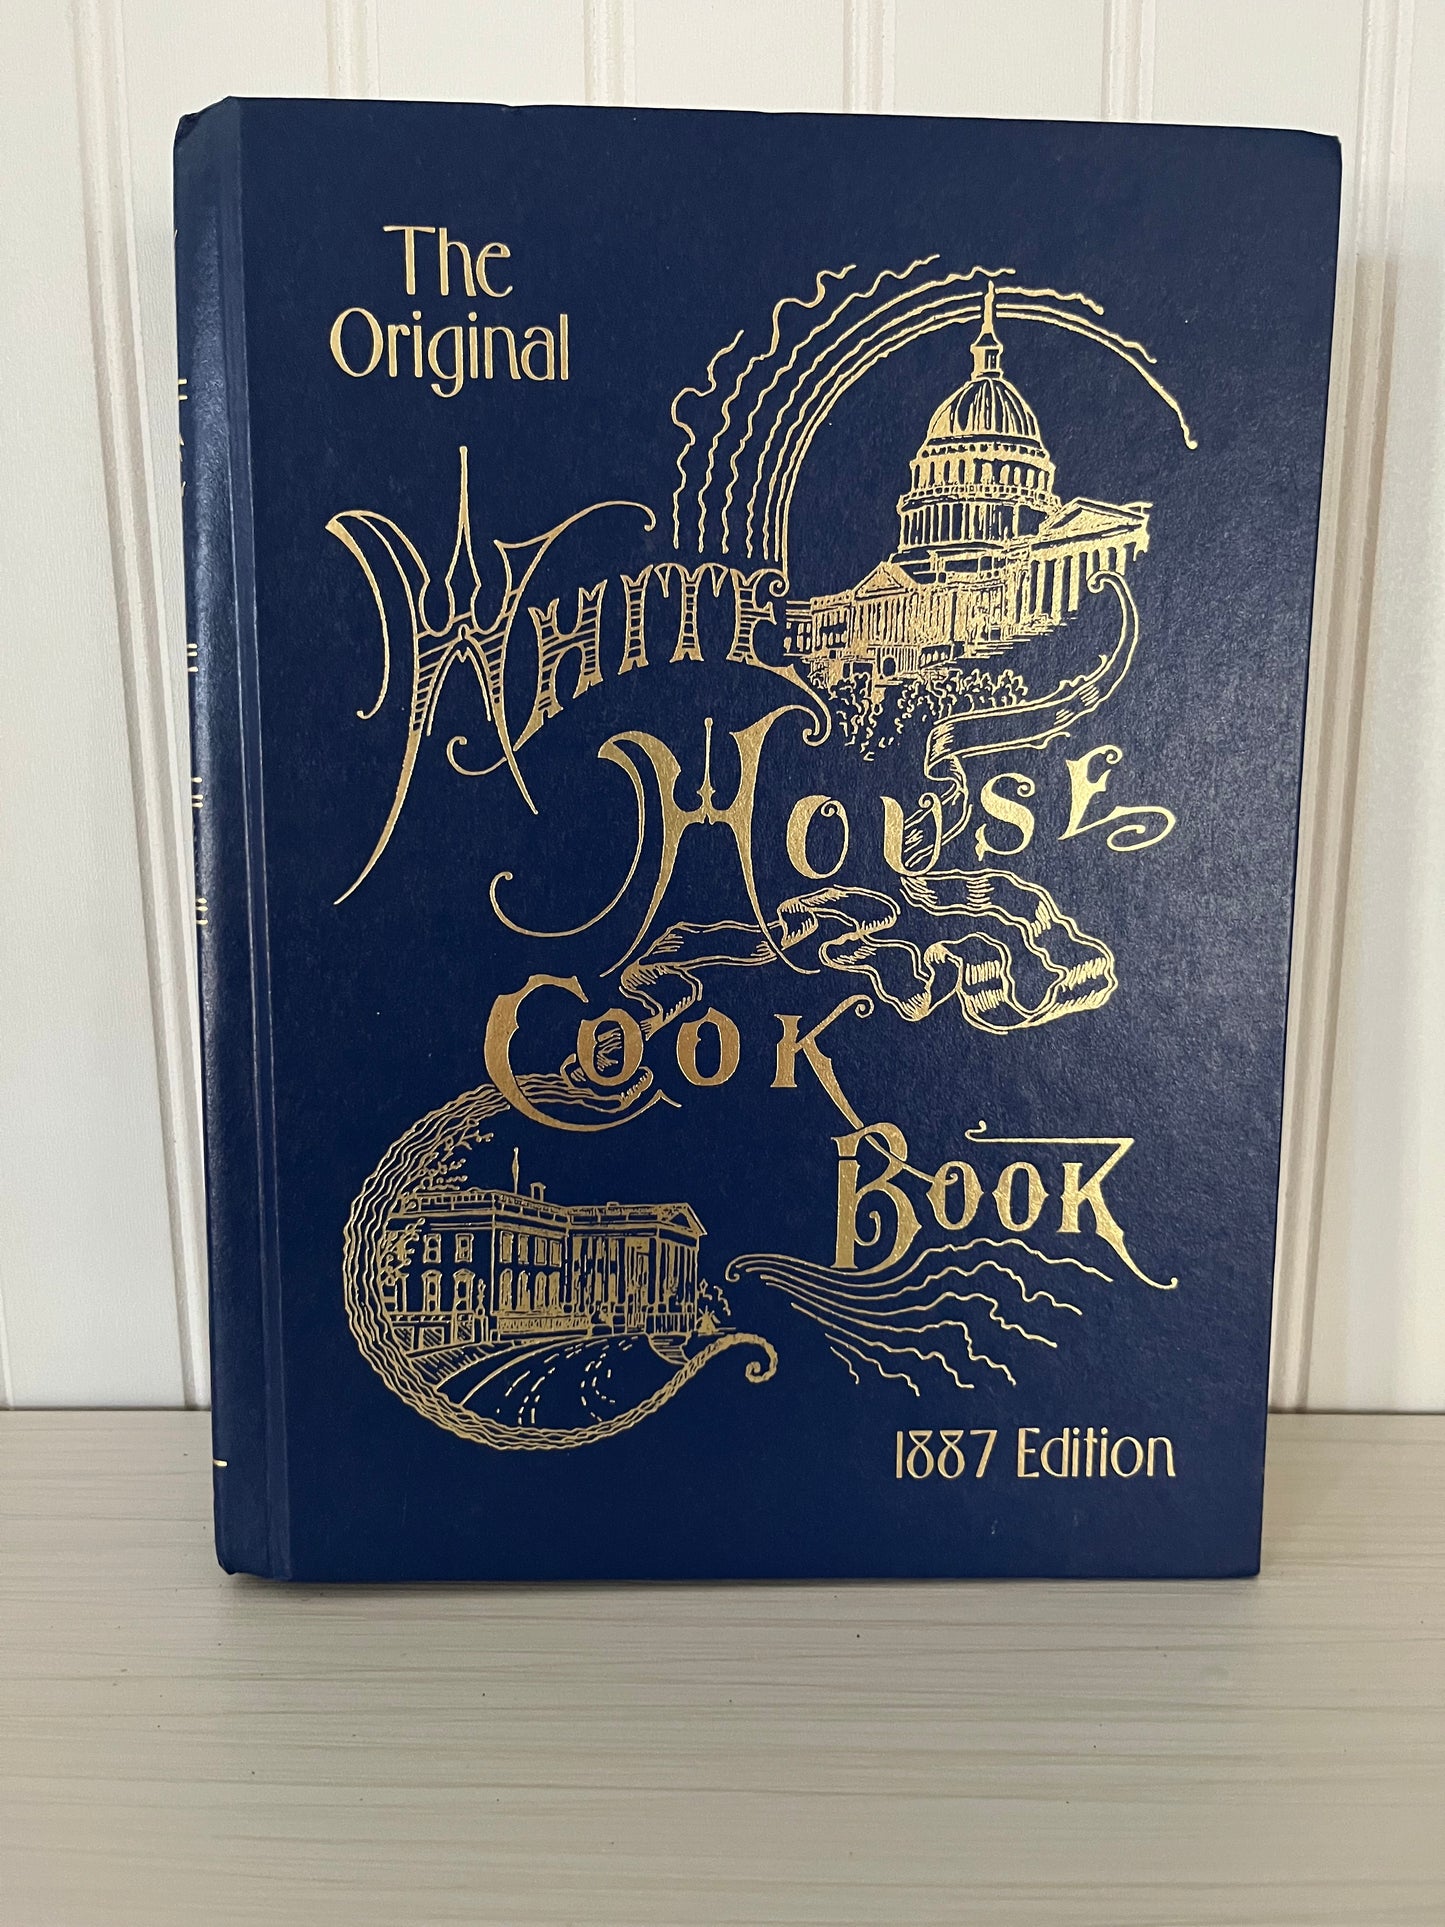 The
Original
WHITE
HOUSE
COOK
BOOK
1887 Edition